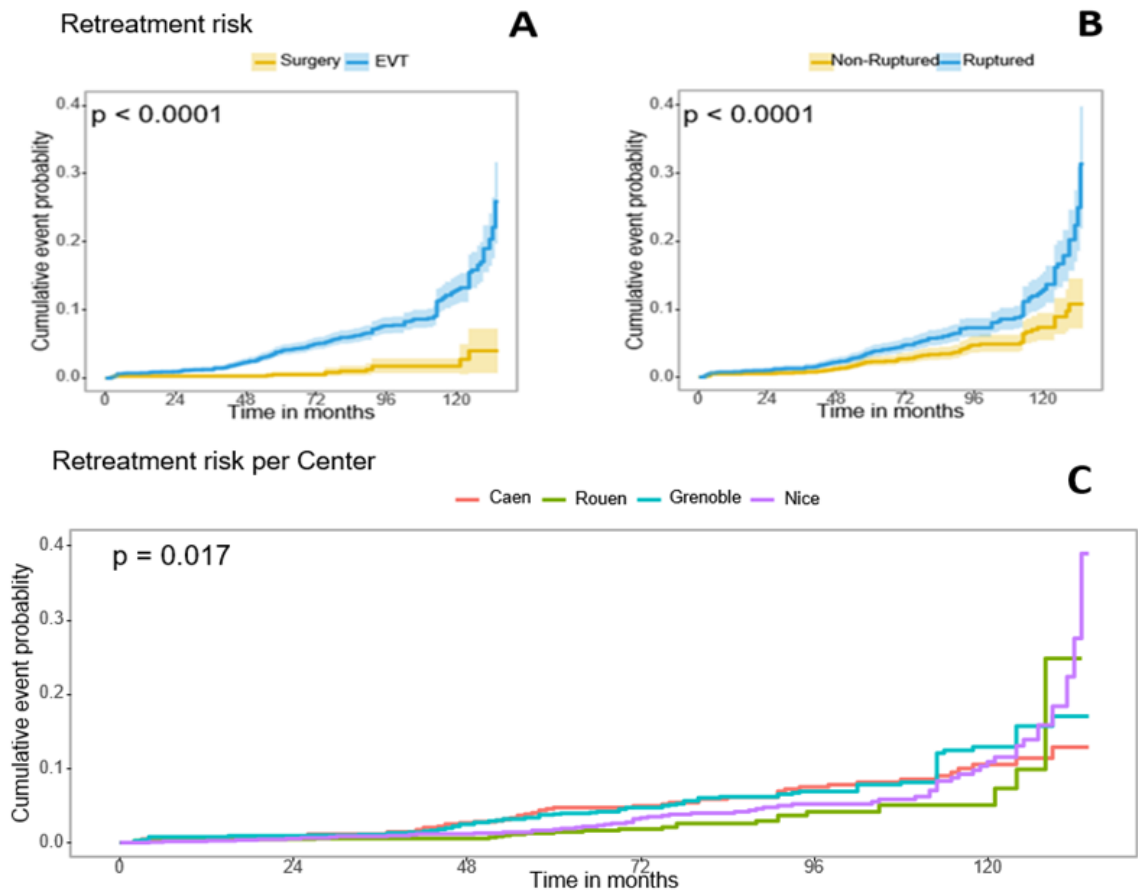 Retreatment risk
A
B
Surgery EVT
Non-Ruptured Ruptured
p < 0.0001
p < 0.0001
Cumulative event probablity
0.4
0.3
0.2
0.1
0.0
0 24 48 72 96 120
Time in months
Cumulative event probablity
0.4
0.3
0.2
0.1
0.0
0 24 48 72 96 120
Time in months
Retreatment risk per Center
C
Caen Rouen Grenoble Nice
p = 0.017
Cumulative event probablity
0.4
0.3
0.2
0.1
0.0
0 24 48 72 96 120
Time in months